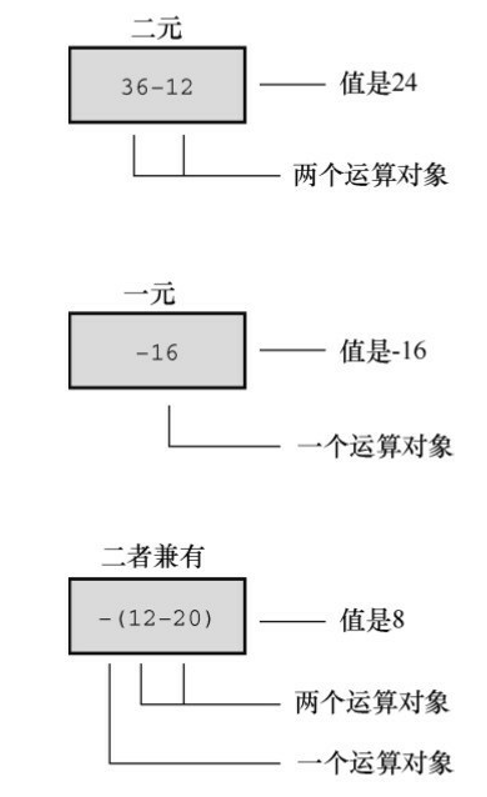 二元
36-12
值是24
两个运算对象
一元
-16
值是-16
一个运算对象
二者兼有
-(12-20)
值是8
两个运算对象
一个运算对象